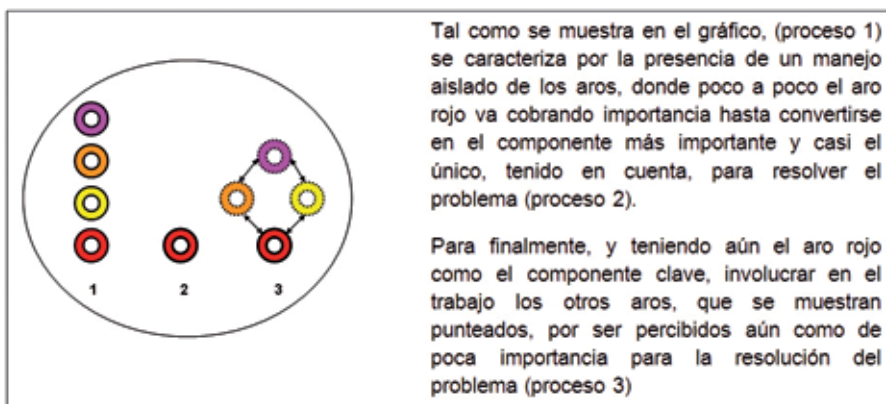 1 2 3
Tal como se muestra en el gráfico, (proceso 1)
se caracteriza por la presencia de un manejo
aislado de los aros, donde poco a poco el aro
rojo va cobrando importancia hasta convertirse
en el componente más importante y casi el
único, tenido en cuenta, para resolver el
problema (proceso 2).
Para finalmente, y teniendo aún el aro rojo
como el componente clave, involucrar en el
trabajo los otros aros, que se muestran
punteados, por ser percibidos aún como de
poca importancia para la resolución del
problema (proceso 3)